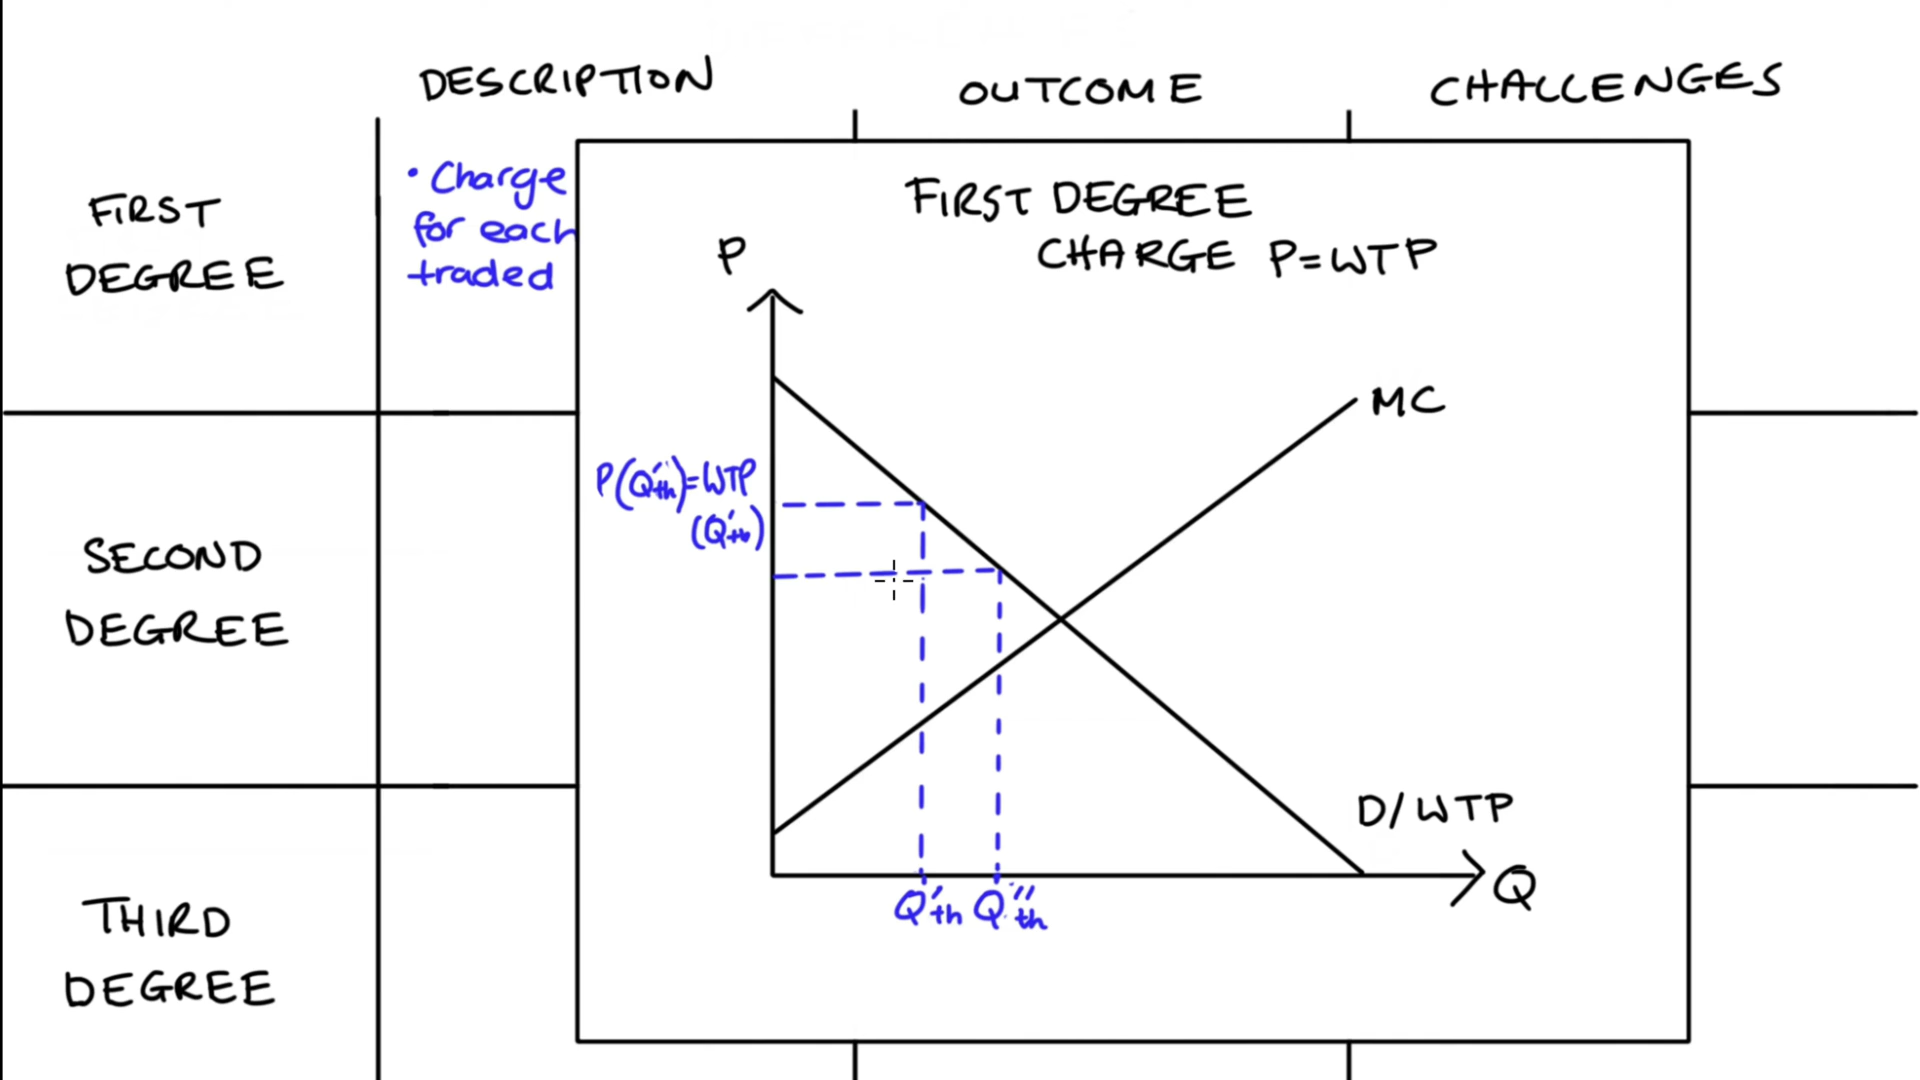 DESCRIPTION
OUTCOME
CHALLENGES
FIRST
DEGREE
• Charge
for each
traded
FIRST DEGREE
CHARGE P=WTP
P
MC
P(Q'th)=WTP
(Q'th)
D/WTP
Q
Q'th Q''th
SECOND
DEGREE
THIRD
DEGREE